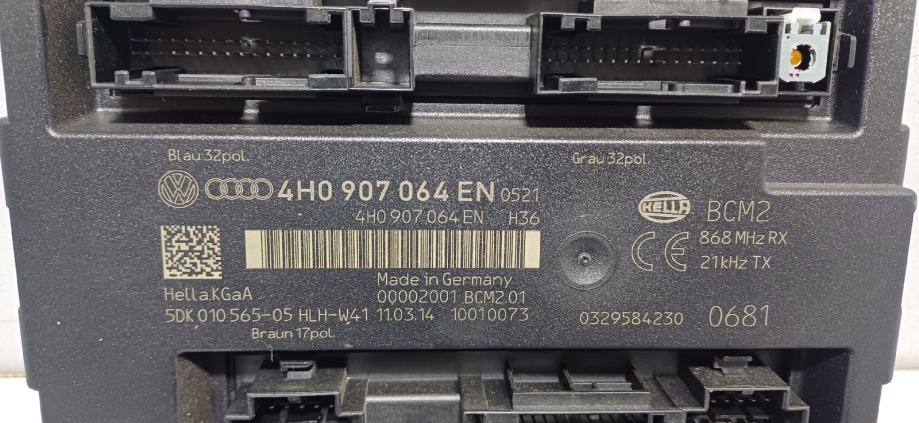 Blau 32pol.
Grau 32pol.
4H0 907 064 EN 0521
4H0 907 064 EN H36
HELLA BCM2
CE 868 MHz RX
21kHz TX
Made in Germany
Hella.KGaA 00002001 BCM2.01
5DK 010 565-05 HLH-W41 11.03.14 10010073
0329584230 0681
Braun 17pol.